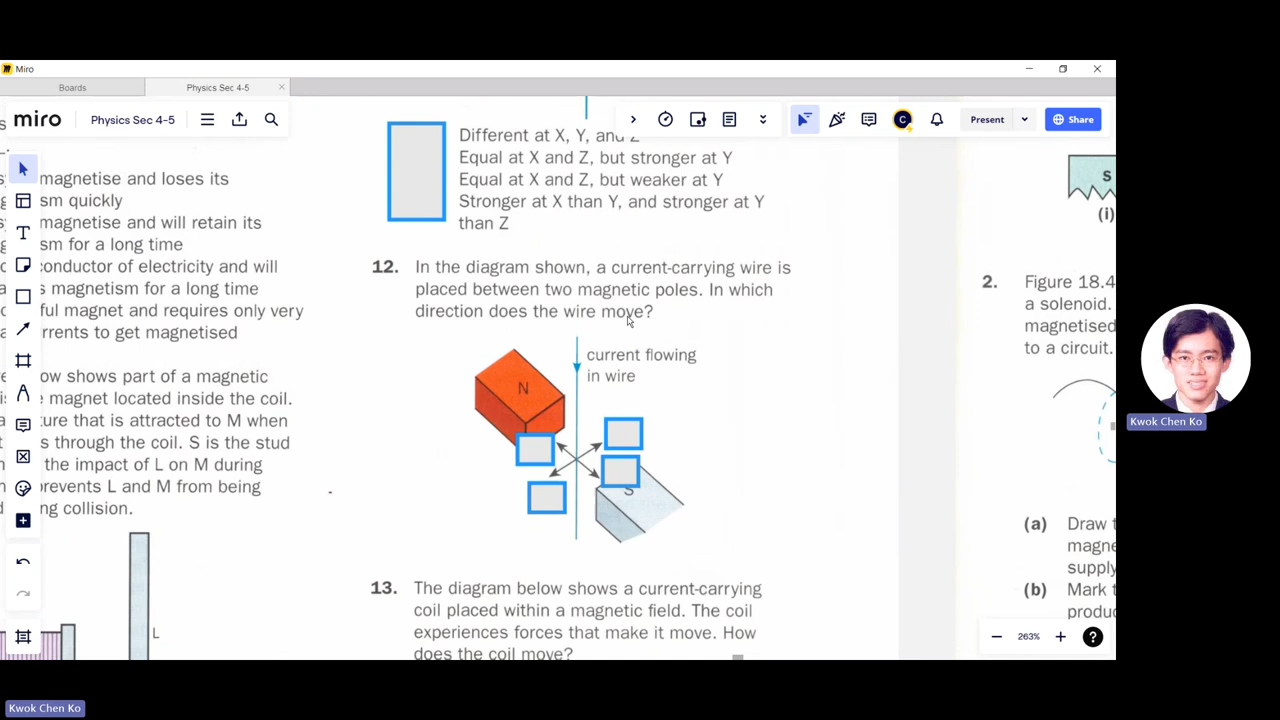 Miro
Boards
Physics Sec 4-5
miro
Physics Sec 4-5
Present
Share
Different at X, Y, and Z
Equal at X and Z, but stronger at Y
Equal at X and Z, but weaker at Y
Stronger at X than Y, and stronger at Y
than Z
magnetise and loses its
sm quickly
magnetise and will retain its
sm for a long time
conductor of electricity and will
s magnetism for a long time
ful magnet and requires only very
rrents to get magnetised
ow shows part of a magnetic
magnet located inside the coil.
ture that is attracted to M when
s through the coil. S is the stud
the impact of L on M during
prevents L and M from being
ng collision.
L
12. In the diagram shown, a current-carrying wire is
placed between two magnetic poles. In which
direction does the wire move?
current flowing
in wire
N
S
13. The diagram below shows a current-carrying
coil placed within a magnetic field. The coil
experiences forces that make it move. How
does the coil move?
S
(i)
2. Figure 18.4
a solenoid.
magnetised
to a circuit.
(a) Draw t
magne
supply
(b) Mark t
produc
263%
Kwok Chen Ko
Kwok Chen Ko